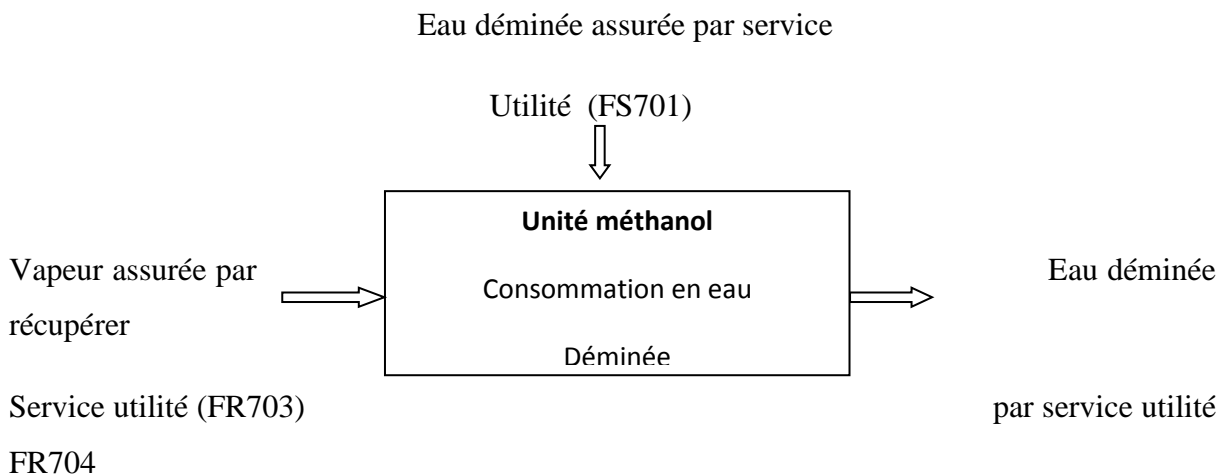 Eau déminée assurée par service
Utilité (FS701)
Unité méthanol
Consommation en eau
Déminée
Vapeur assurée par Eau déminée
récupérer
Service utilité (FR703) par service utilité
FR704